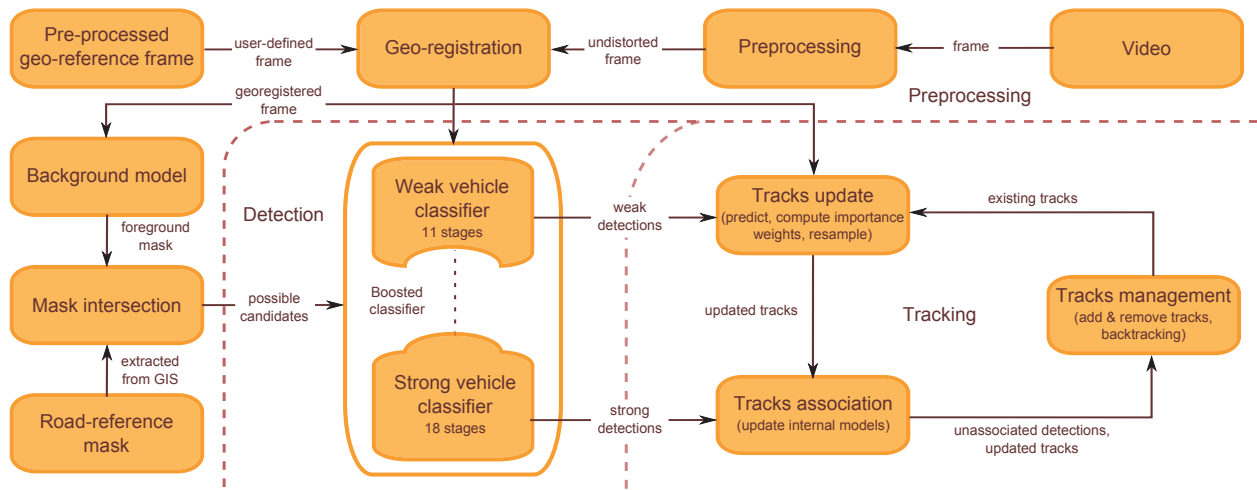 Pre-processed
geo-reference frame
user-defined
frame
Geo-registration
undistorted
frame
Preprocessing
frame
Video
georegistered
frame
Preprocessing
Background model
foreground
mask
Mask intersection
extracted
from GIS
Road-reference
mask
Detection
possible
candidates
Weak vehicle
classifier
11 stages
Boosted
classifier
Strong vehicle
classifier
18 stages
weak
detections
strong
detections
Tracks update
(predict, compute importance
weights, resample)
existing tracks
updated tracks
Tracking
Tracks management
(add & remove tracks,
backtracking)
Tracks association
(update internal models)
unassociated detections,
updated tracks